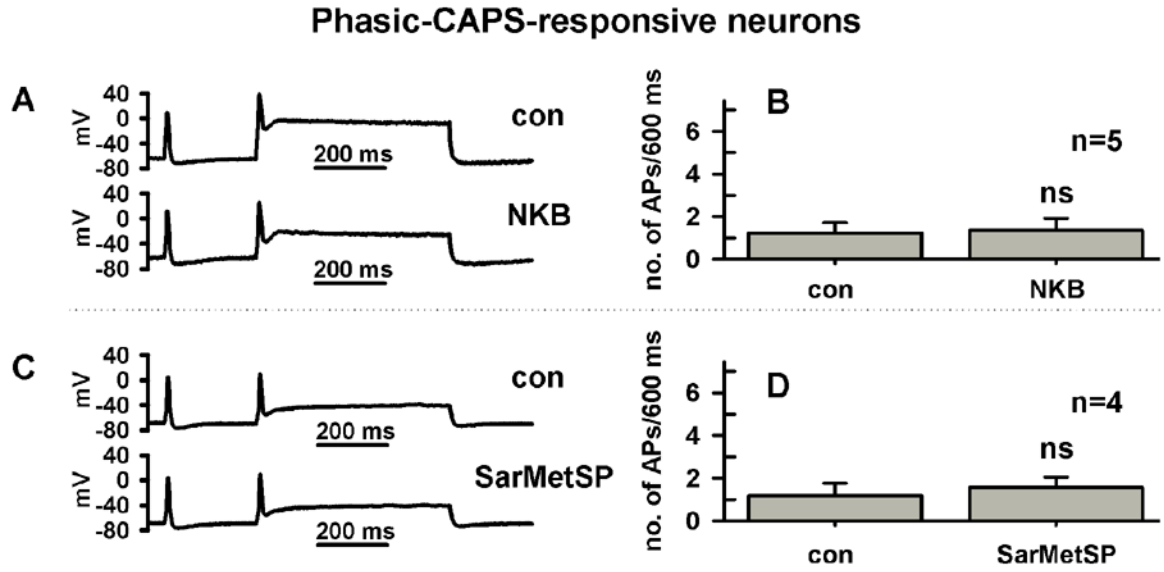 Phasic-CAPS-responsive neurons
A
40
0
-40
-80
mV
con
200 ms
40
0
-40
-80
mV
NKB
200 ms
B
no. of APs/600 ms
6
4
2
0
n=5
ns
con
NKB
C
40
0
-40
-80
mV
con
200 ms
40
0
-40
-80
mV
SarMetSP
200 ms
D
no. of APs/600 ms
6
4
2
0
n=4
ns
con
SarMetSP